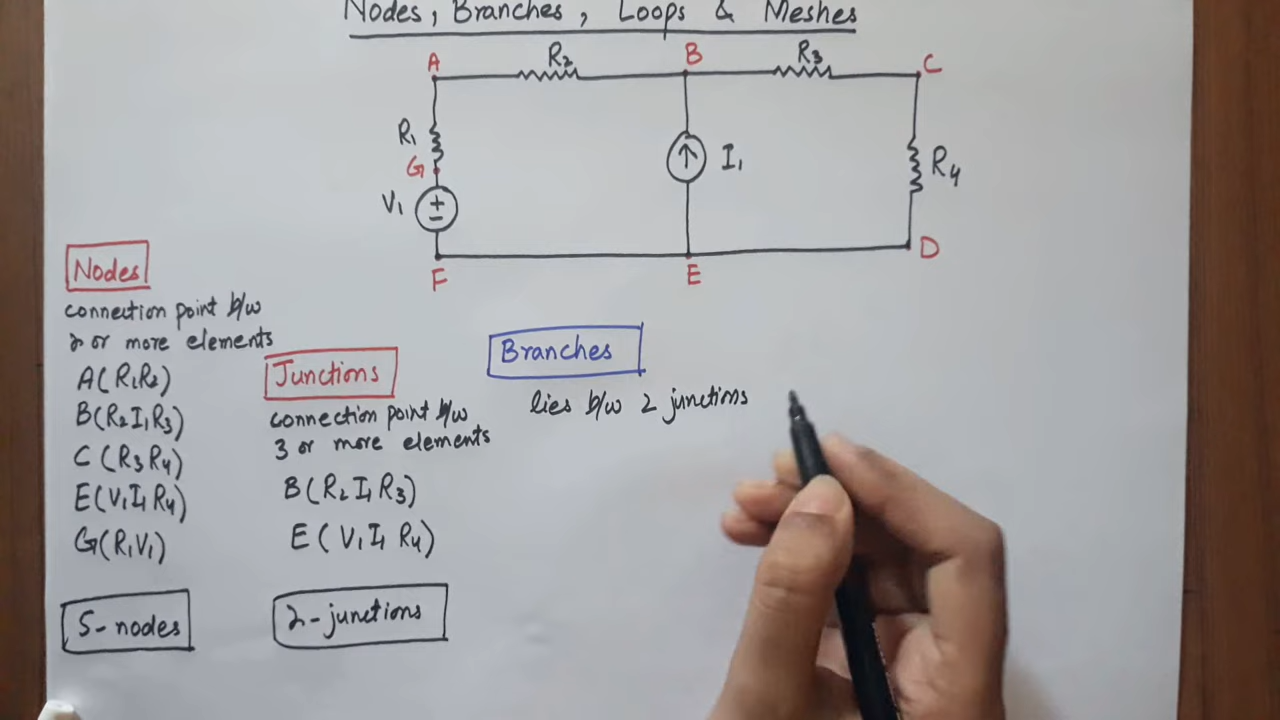 Nodes, Branches, Loops & Meshes
A
R2
B
R3
C
R1
G
V1
+
-
I1
R4
F
E
D
Nodes
connection point b/w
2 or more elements
A(R1R2)
B(R2I1R3)
C(R3R4)
E(V1I1R4)
G(R1V1)
5-nodes
Junctions
connection point b/w
3 or more elements
B(R2I1R3)
E(V1I1R4)
2-junctions
Branches
lies b/w 2 junctions